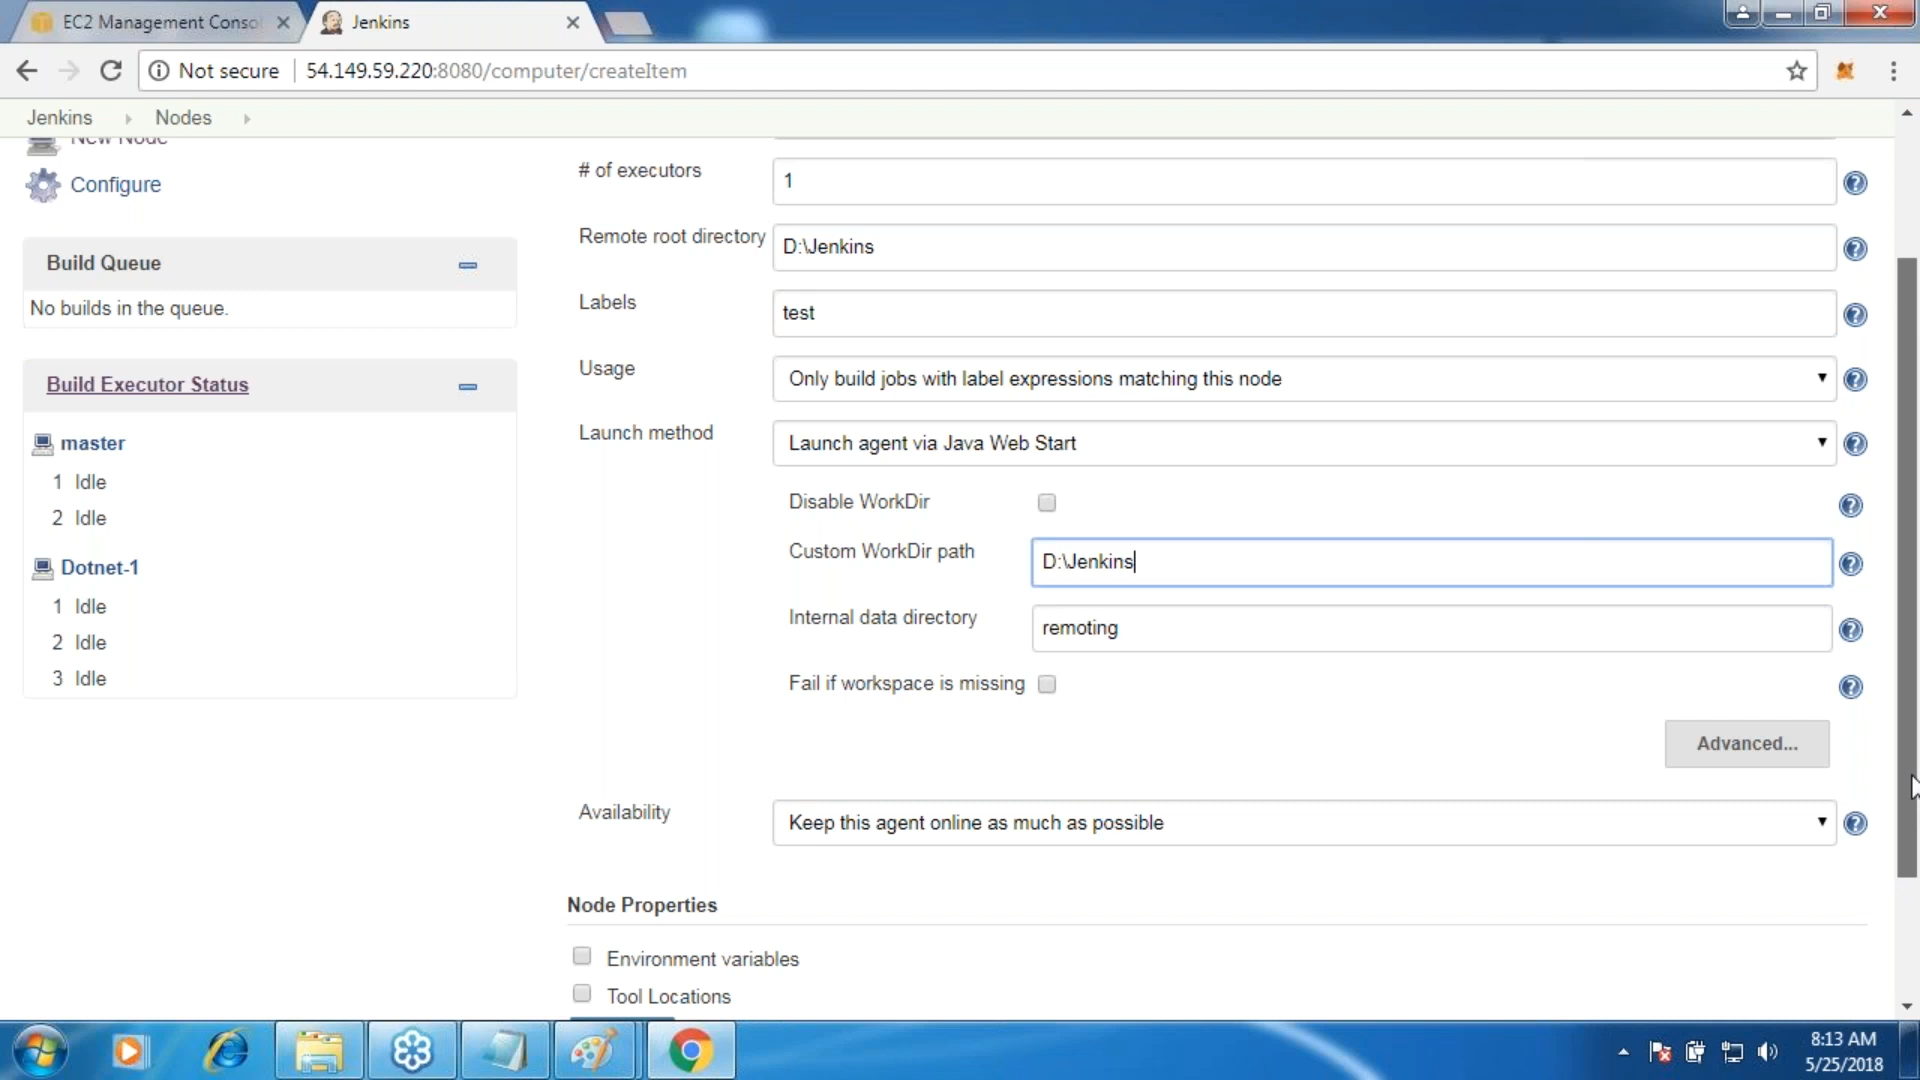 EC2 Management Consol
Jenkins
Not secure
54.149.59.220:8080/computer/createItem
Jenkins
Nodes
New Node
Configure
Build Queue
No builds in the queue.
Build Executor Status
master
1 Idle
2 Idle
Dotnet-1
1 Idle
2 Idle
3 Idle
# of executors
1
Remote root directory
D:\Jenkins
Labels
test
Usage
Only build jobs with label expressions matching this node
Launch method
Launch agent via Java Web Start
Disable WorkDir
Custom WorkDir path
D:\Jenkins
Internal data directory
remoting
Fail if workspace is missing
Advanced...
Availability
Keep this agent online as much as possible
Node Properties
Environment variables
Tool Locations
8:13 AM
5/25/2018